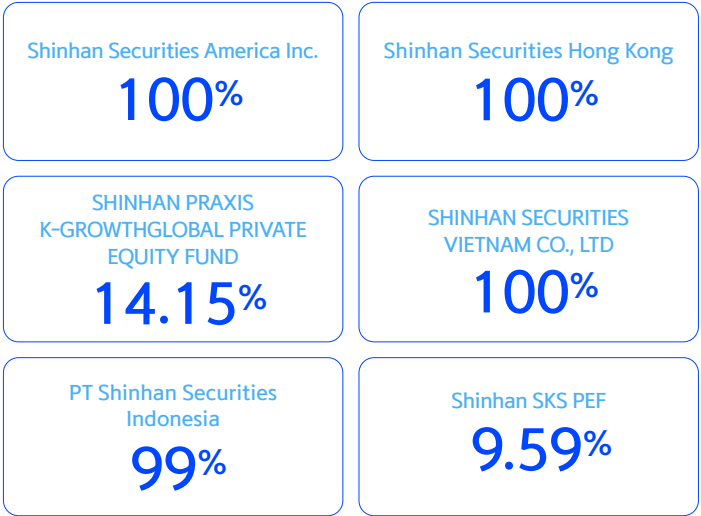 Shinhan Securities America Inc.
100%
Shinhan Securities Hong Kong
100%
SHINHAN PRAXIS
K-GROWTHGLOBAL PRIVATE
EQUITY FUND
14.15%
SHINHAN SECURITIES
VIETNAM CO., LTD
100%
PT Shinhan Securities
Indonesia
99%
Shinhan SKS PEF
9.59%